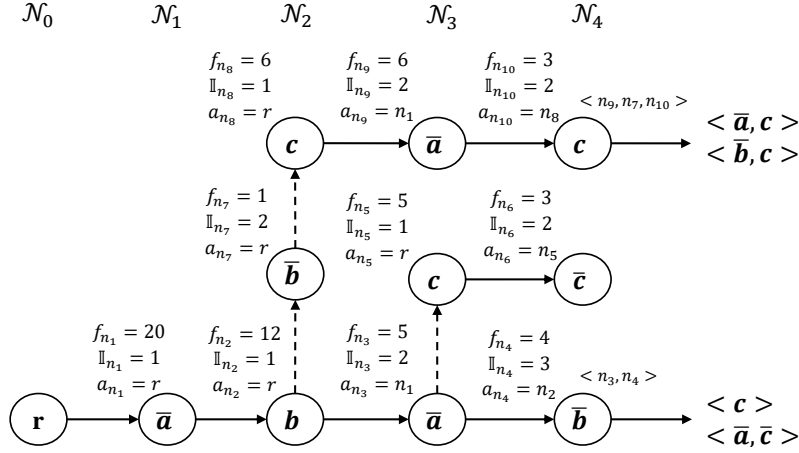 𝒩₀ 𝒩₁ 𝒩₂ 𝒩₃ 𝒩₄
f_{n₈} = 6
𝕀_{n₈} = 1
a_{n₈} = r
f_{n₉} = 6
𝕀_{n₉} = 2
a_{n₉} = n₁
f_{n₁₀} = 3
𝕀_{n₁₀} = 2
a_{n₁₀} = n₈
< n₉, n₇, n₁₀ >
c
a̅
c
< a̅, c >
< b̅, c >
f_{n₇} = 1
𝕀_{n₇} = 2
a_{n₇} = r
b̅
f_{n₅} = 5
𝕀_{n₅} = 1
a_{n₅} = r
c
f_{n₆} = 3
𝕀_{n₆} = 2
a_{n₆} = n₅
c̅
f_{n₁} = 20
𝕀_{n₁} = 1
a_{n₁} = r
f_{n₂} = 12
𝕀_{n₂} = 1
a_{n₂} = r
f_{n₃} = 5
𝕀_{n₃} = 2
a_{n₃} = n₁
f_{n₄} = 4
𝕀_{n₄} = 3
a_{n₄} = n₂
< n₃, n₄ >
r
a̅
b
a̅
b̅
< c >
< a̅, c̅ >